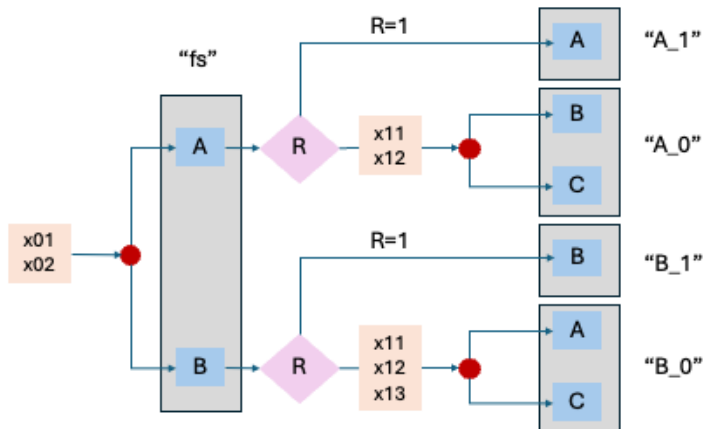 R=1
A
“A_1”
“fs”
A
R
x11
x12
B
“A_0”
C
x01
x02
R=1
B
“B_1”
B
R
x11
x12
x13
A
“B_0”
C